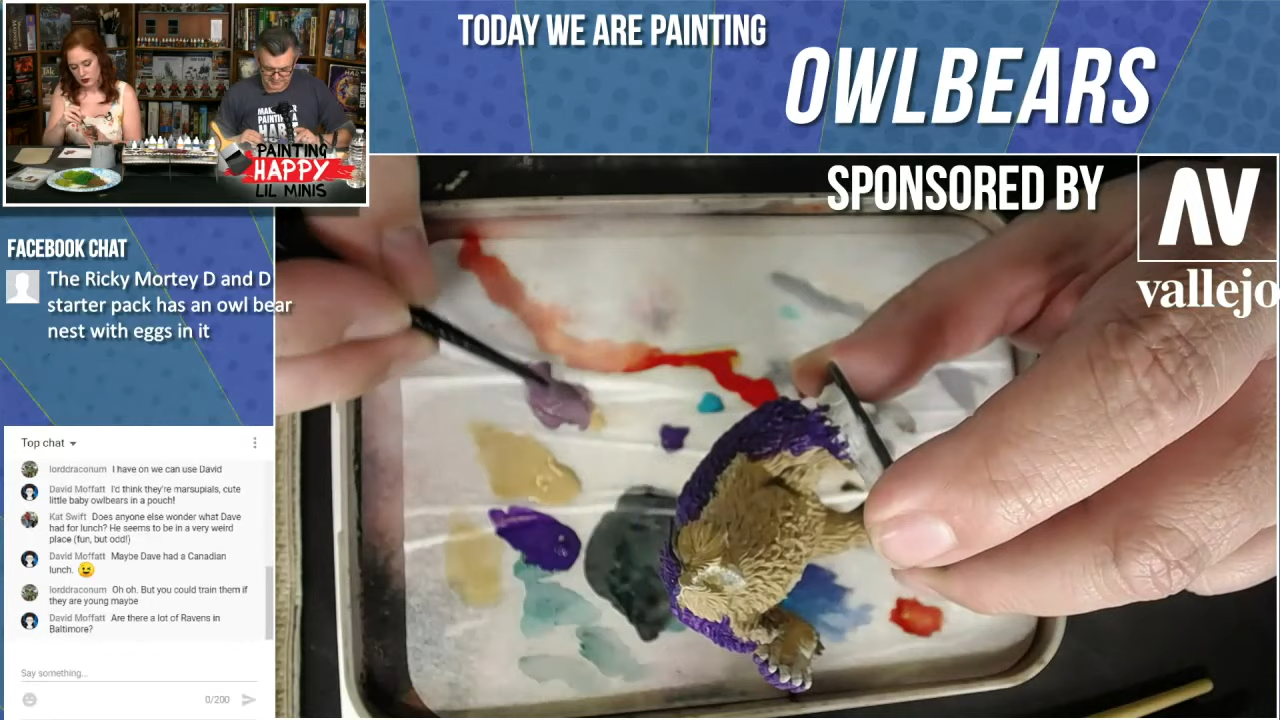 TODAY WE ARE PAINTING
OWLBEARS
SPONSORED BY
AV
vallejo
MAKE
PAINTING A
HABIT
PAINTING
HAPPY
LIL MINIS
FACEBOOK CHAT
The Ricky Mortey D and D
starter pack has an owl bear
nest with eggs in it
Top chat
lorddraconum I have on we can use David
David Moffatt I'd think they're marsupials, cute
little baby owlbears in a pouch!
Kat Swift Does anyone else wonder what Dave
had for lunch? He seems to be in a very weird
place (fun, but odd!)
David Moffatt Maybe Dave had a Canadian
lunch. 😉
lorddraconum Oh oh. But you could train them if
they are young maybe
David Moffatt Are there a lot of Ravens in
Baltimore?
Say something...
0/200